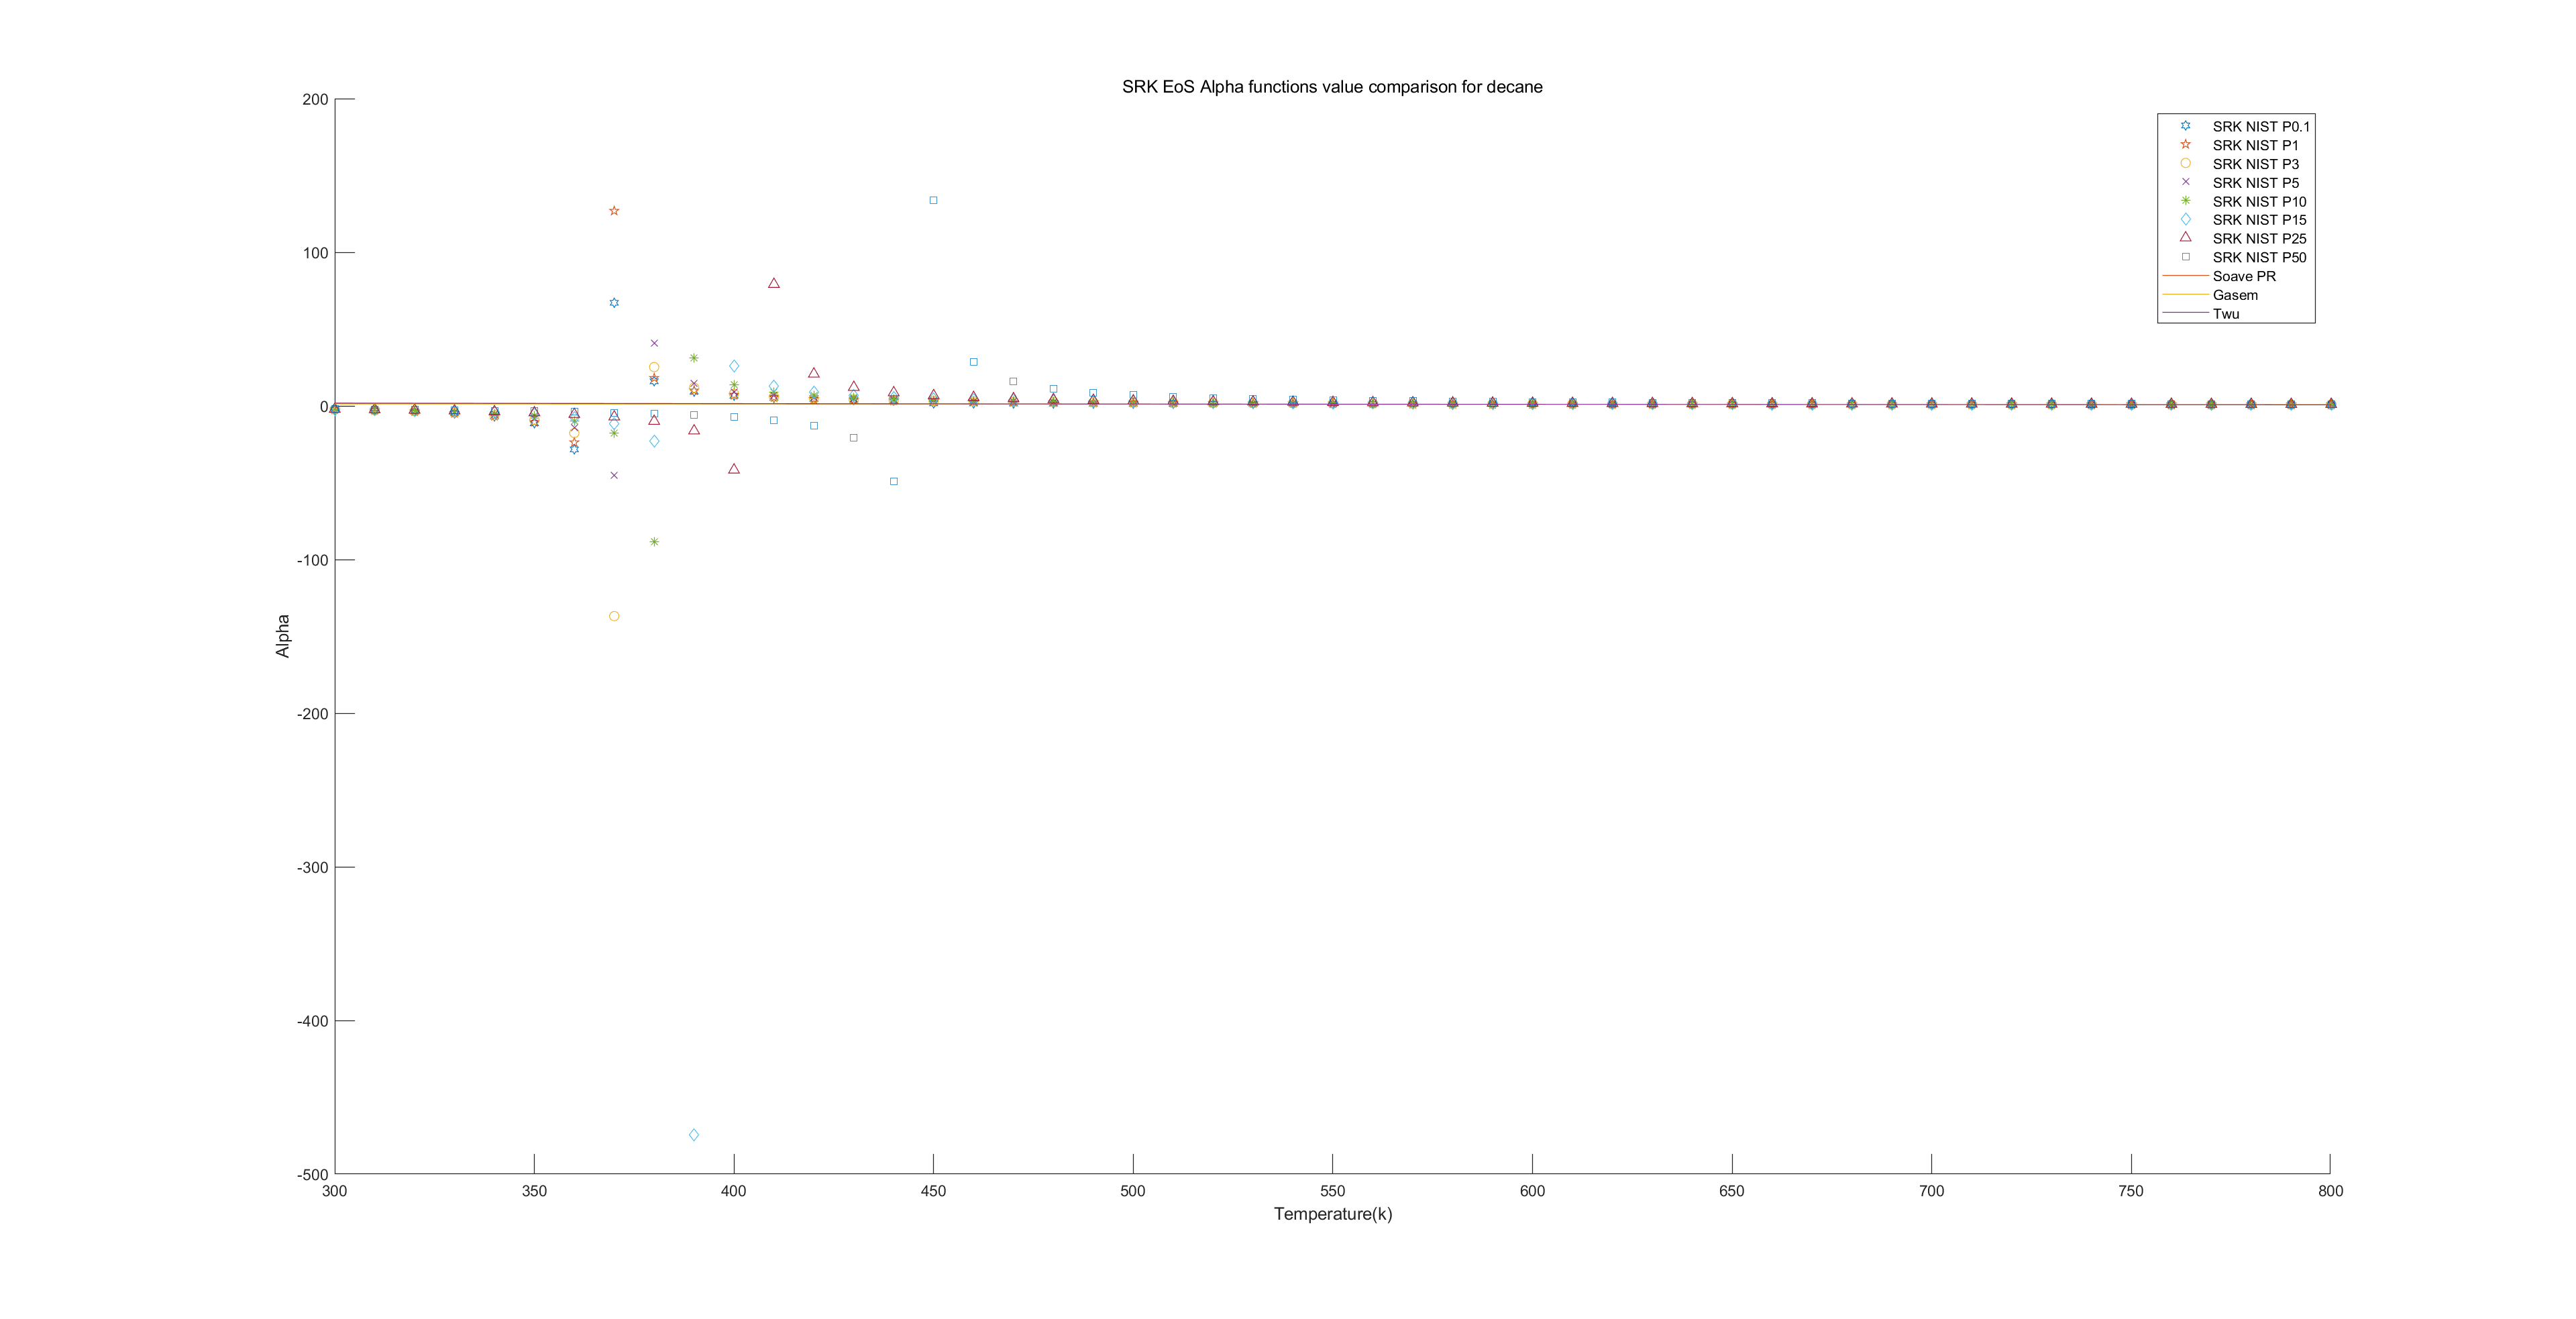 SRK EoS Alpha functions value comparison for decane
200
100
0
-100
-200
-300
-400
-500
Alpha
300
350
400
450
500
550
600
650
700
750
800
Temperature(k)
SRK NIST P0.1
SRK NIST P1
SRK NIST P3
SRK NIST P5
SRK NIST P10
SRK NIST P15
SRK NIST P25
SRK NIST P50
Soave PR
Gasem
Twu